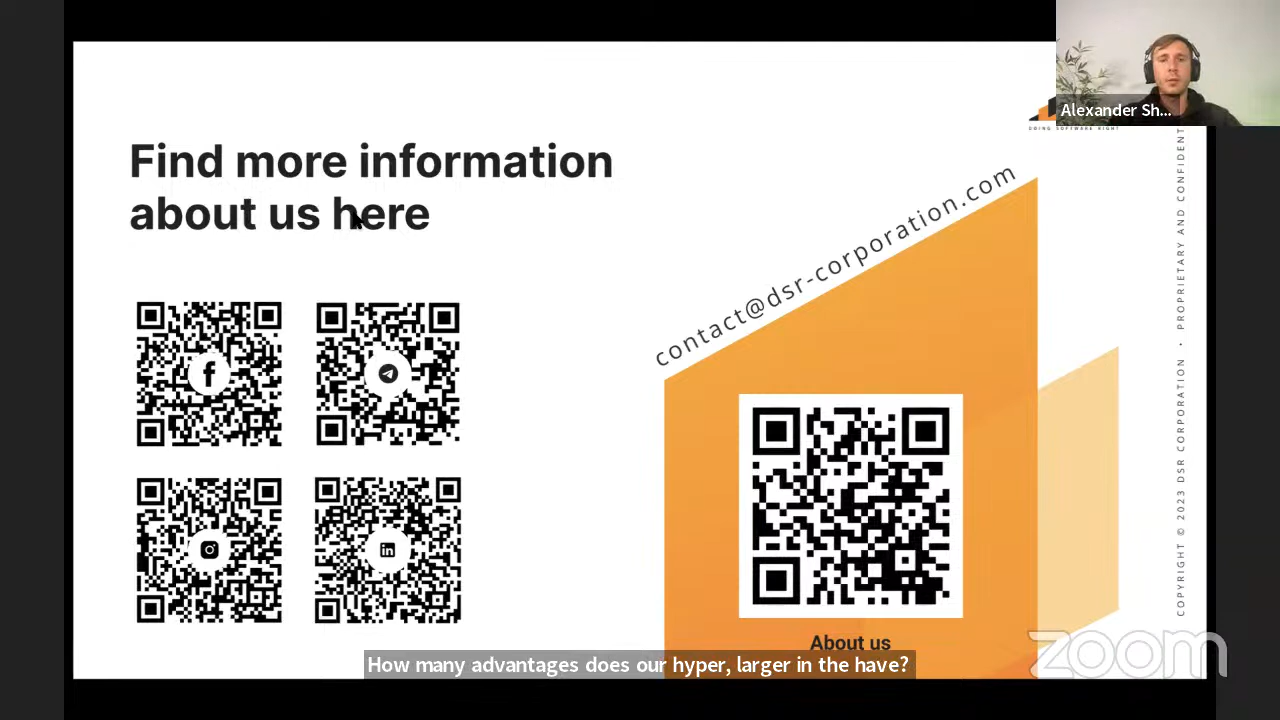 Alexander Sh...
DOING SOFTWARE RIGHT
Find more information
about us here
contact@dsr-corporation.com
COPYRIGHT © 2023 DSR CORPORATION • PROPRIETARY AND CONFIDENT
About us
How many advantages does our hyper, larger in the have?
zoom